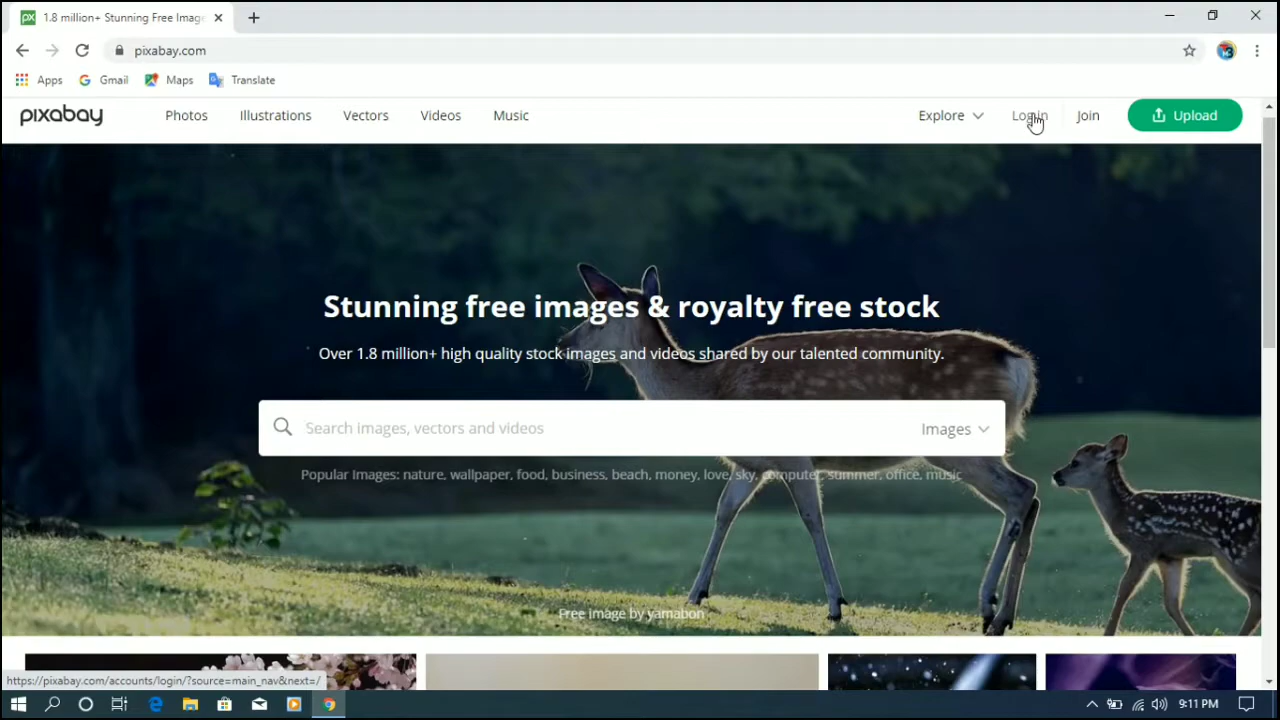 1.8 million+ Stunning Free Imag
pixabay.com
Apps Gmail Maps Translate
pixabay Photos Illustrations Vectors Videos Music Explore Login Join Upload
Stunning free images & royalty free stock
Over 1.8 million+ high quality stock images and videos shared by our talented community.
Search images, vectors and videos Images
Popular Images: nature, wallpaper, food, business, beach, money, love, sky, computer, summer, office, music
Free image by yamabon
https://pixabay.com/accounts/login/?source=main_nav&next=/
9:11 PM